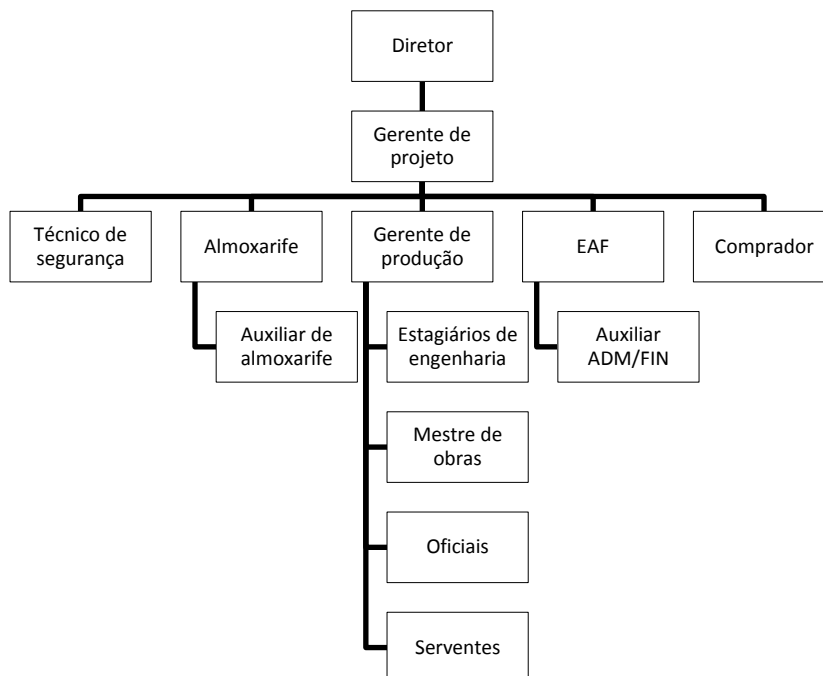 Diretor
Gerente de
projeto
Técnico de
segurança
Almoxarife
Gerente de
produção
EAF
Comprador
Auxiliar de
almoxarife
Estagiários de
engenharia
Auxiliar
ADM/FIN
Mestre de
obras
Oficiais
Serventes